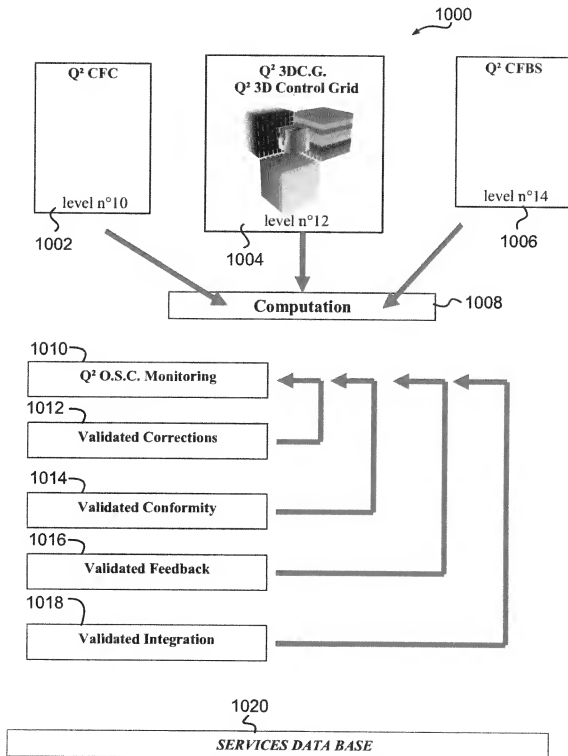 1000
Q² CFC
Q² 3DC.G.
Q² 3D Control Grid
Q² CFBS
level n°10
level n°12
level n°14
1002
1004
1006
Computation
1008
1010
Q² O.S.C. Monitoring
1012
Validated Corrections
1014
Validated Conformity
1016
Validated Feedback
1018
Validated Integration
1020
SERVICES DATA BASE